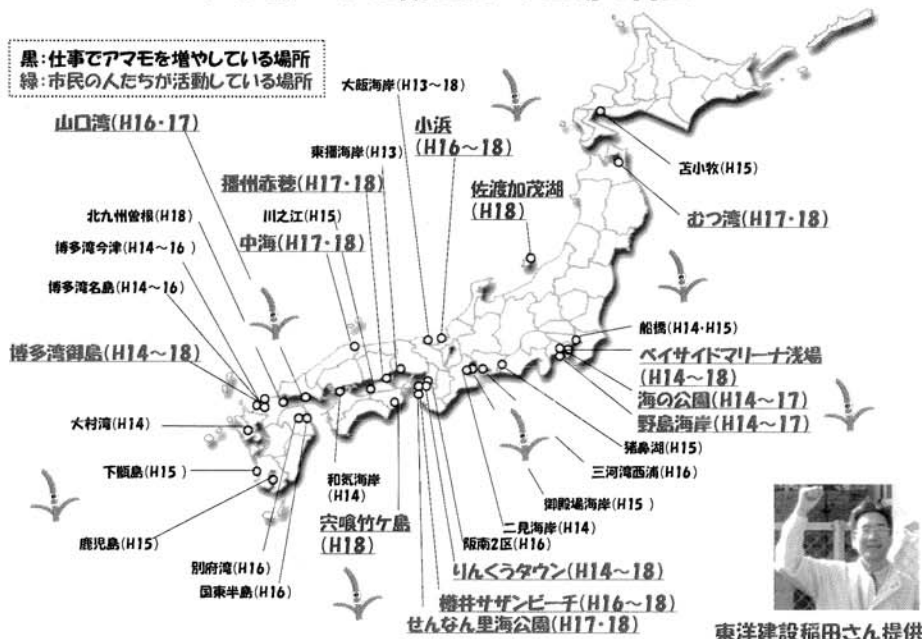 黒:仕事でアマモを増やしている場所
緑:市民の人たちが活動している場所
大飯海岸(H13〜18)
山口湾(H16・17)
小浜
(H16〜18)
東播海岸(H13)
苫小牧(H15)
播州赤穂(H17・18)
佐渡加茂湖
(H18)
北九州曽根(H18)
川之江(H15)
むつ湾(H17・18)
中海(H17・18)
博多湾今津(H14〜16)
博多湾名島(H14〜16)
船橋(H14・H15)
博多湾御島(H14〜18)
ベイサイドマリーナ浅場
(H14〜18)
海の公園(H14〜17)
野島海岸(H14〜17)
大村湾(H14)
猪鼻湖(H15)
三河湾西浦(H16)
下甑島(H15)
和気海岸
(H14)
御殿場海岸(H15)
二見海岸(H14)
宍喰竹ケ島
(H18)
阪南2区(H16)
鹿児島(H15)
別府湾(H16)
りんくうタウン(H14〜18)
国東半島(H16)
樽井サザンビーチ(H16〜18)
せんなん里海公園(H17・18)
東洋建設稲田さん提供